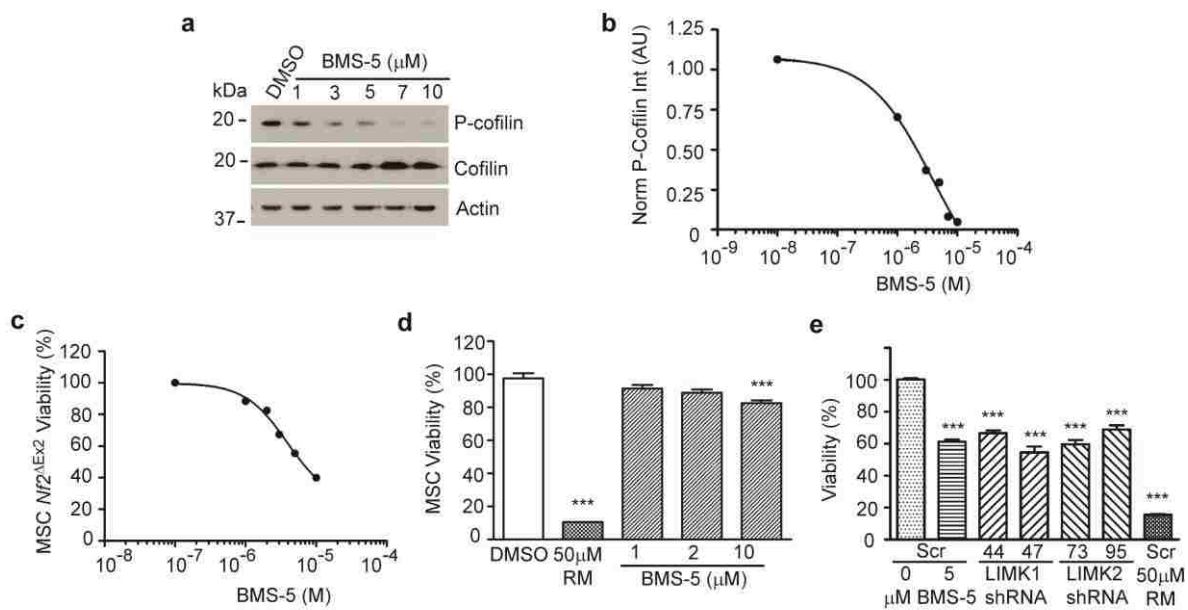 a
DMSO
BMS-5 (µM)
kDa
1 3 5 7 10
20
P-cofilin
20
Cofilin
37
Actin
b
Norm P-Cofilin Int (AU)
1.00
0.75
0.50
0.25
0
10⁻⁹ 10⁻⁸ 10⁻⁷ 10⁻⁶ 10⁻⁵ 10⁻⁴
BMS-5 (M)
c
MSC Nf2ΔEx2 Viability (%)
120
100
80
60
40
20
0
10⁻⁸ 10⁻⁷ 10⁻⁶ 10⁻⁵ 10⁻⁴
BMS-5 (M)
d
MSC Viability (%)
120
100
80
60
40
20
0
***
***
DMSO 50µM RM 1 2 10
BMS-5 (µM)
e
Viability (%)
120
100
80
60
40
20
0
*** *** *** *** *** ***
Scr 44 47 73 95 Scr
0 5 LIMK1 LIMK2 50µM
µM BMS-5 shRNA shRNA RM